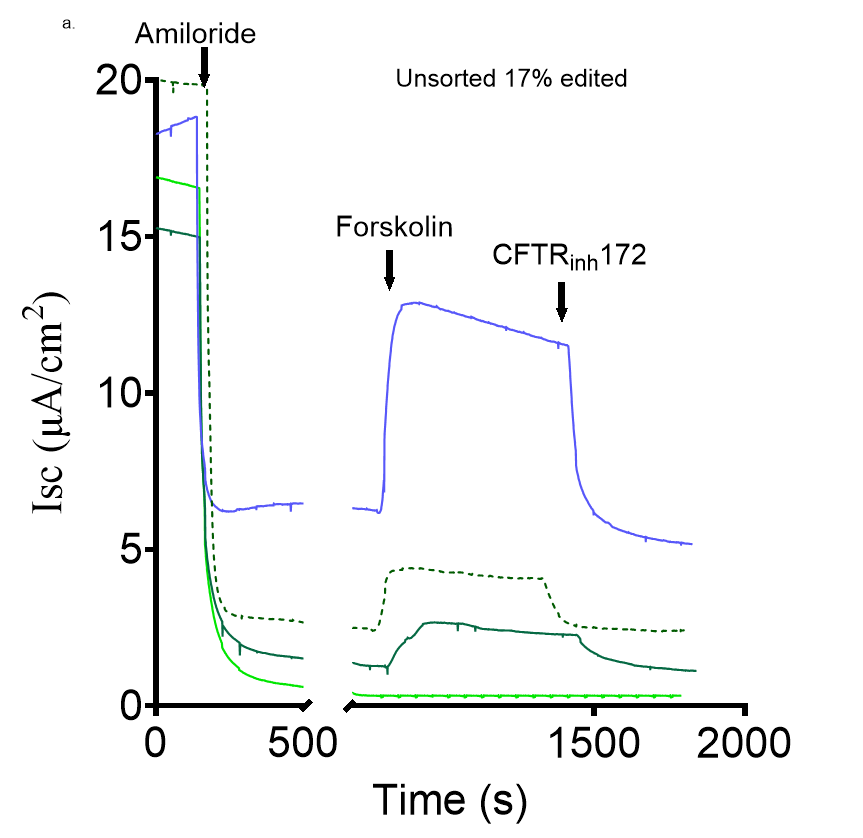 a.
Amiloride
Unsorted 17% edited
Forskolin
CFTRinh172
Isc (µA/cm2)
20
15
10
5
0
0
500
1500
2000
Time (s)